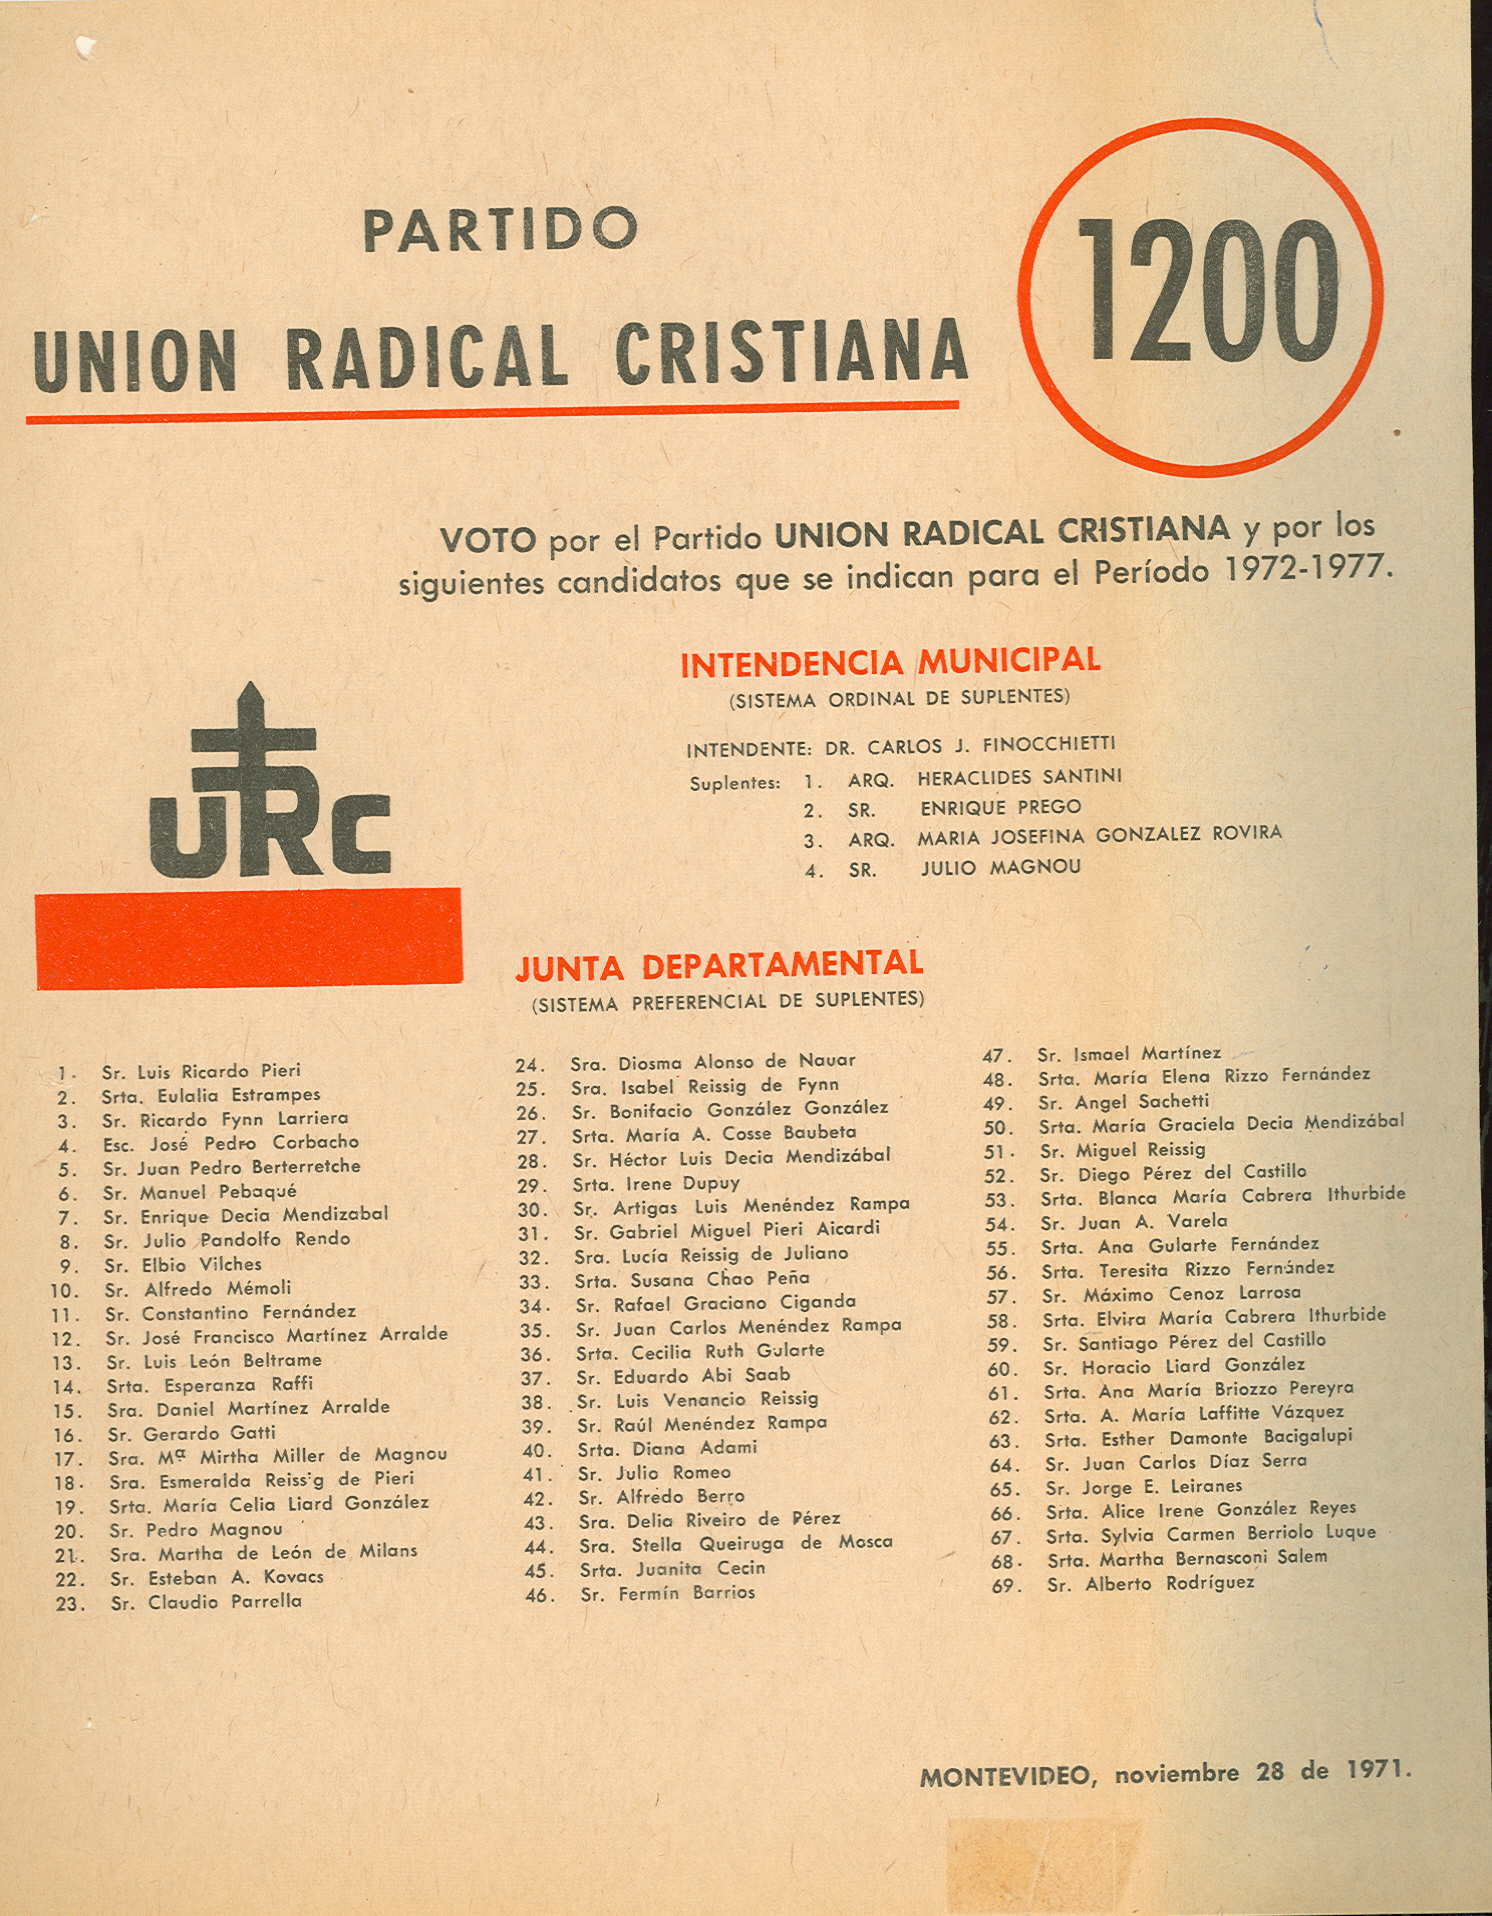 PARTIDO
UNION RADICAL CRISTIANA
1200
VOTO por el Partido UNION RADICAL CRISTIANA y por los
siguientes candidatos que se indican para el Período 1972-1977.
INTENDENCIA MUNICIPAL
(SISTEMA ORDINAL DE SUPLENTES)
INTENDENTE: DR. CARLOS J. FINOCCHIETTI
Suplentes: 1. ARQ. HERACLIDES SANTINI
2. SR. ENRIQUE PREGO
3. ARQ. MARIA JOSEFINA GONZALEZ ROVIRA
4. SR. JULIO MAGNOU
URC
JUNTA DEPARTAMENTAL
(SISTEMA PREFERENCIAL DE SUPLENTES)
1. Sr. Luis Ricardo Pieri
2. Srta. Eulalia Estrampes
3. Sr. Ricardo Fynn Larriera
4. Esc. José Pedro Corbacho
5. Sr. Juan Pedro Berterretche
6. Sr. Manuel Pebaqué
7. Sr. Enrique Decia Mendizabal
8. Sr. Julio Pandolfo Rendo
9. Sr. Elbio Vilches
10. Sr. Alfredo Mémoli
11. Sr. Constantino Fernández
12. Sr. José Francisco Martínez Arralde
13. Sr. Luis León Beltrame
14. Srta. Esperanza Raffi
15. Sra. Daniel Martínez Arralde
16. Sr. Gerardo Gatti
17. Sra. Mª Mirtha Miller de Magnou
18. Sra. Esmeralda Reissig de Pieri
19. Srta. María Celia Liard González
20. Sr. Pedro Magnou
21. Sra. Martha de León de Milans
22. Sr. Esteban A. Kovacs
23. Sr. Claudio Parrella
24. Sra. Diosma Alonso de Nauar
25. Sra. Isabel Reissig de Fynn
26. Sr. Bonifacio González González
27. Srta. María A. Cosse Baubeta
28. Sr. Héctor Luis Decia Mendizábal
29. Srta. Irene Dupuy
30. Sr. Artigas Luis Menéndez Rampa
31. Sr. Gabriel Miguel Pieri Aicardi
32. Sra. Lucía Reissig de Juliano
33. Srta. Susana Chao Peña
34. Sr. Rafael Graciano Ciganda
35. Sr. Juan Carlos Menéndez Rampa
36. Srta. Cecilia Ruth Gularte
37. Sr. Eduardo Abi Saab
38. Sr. Luis Venancio Reissig
39. Sr. Raúl Menéndez Rampa
40. Srta. Diana Adami
41. Sr. Julio Romeo
42. Sr. Alfredo Berro
43. Sra. Delia Riveiro de Pérez
44. Sra. Stella Queiruga de Mosca
45. Srta. Juanita Cecin
46. Sr. Fermín Barrios
47. Sr. Ismael Martínez
48. Srta. María Elena Rizzo Fernández
49. Sr. Angel Sachetti
50. Srta. María Graciela Decia Mendizábal
51. Sr. Miguel Reissig
52. Sr. Diego Pérez del Castillo
53. Srta. Blanca María Cabrera Ithurbide
54. Sr. Juan A. Varela
55. Srta. Ana Gularte Fernández
56. Srta. Teresita Rizzo Fernández
57. Sr. Máximo Cenoz Larrosa
58. Srta. Elvira María Cabrera Ithurbide
59. Sr. Santiago Pérez del Castillo
60. Sr. Horacio Liard González
61. Srta. Ana María Briozzo Pereyra
62. Srta. A. María Laffitte Vázquez
63. Srta. Esther Damonte Bacigalupi
64. Sr. Juan Carlos Díaz Serra
65. Sr. Jorge E. Leiranes
66. Srta. Alice Irene González Reyes
67. Srta. Sylvia Carmen Berriolo Luque
68. Srta. Martha Bernasconi Salem
69. Sr. Alberto Rodríguez
MONTEVIDEO, noviembre 28 de 1971.